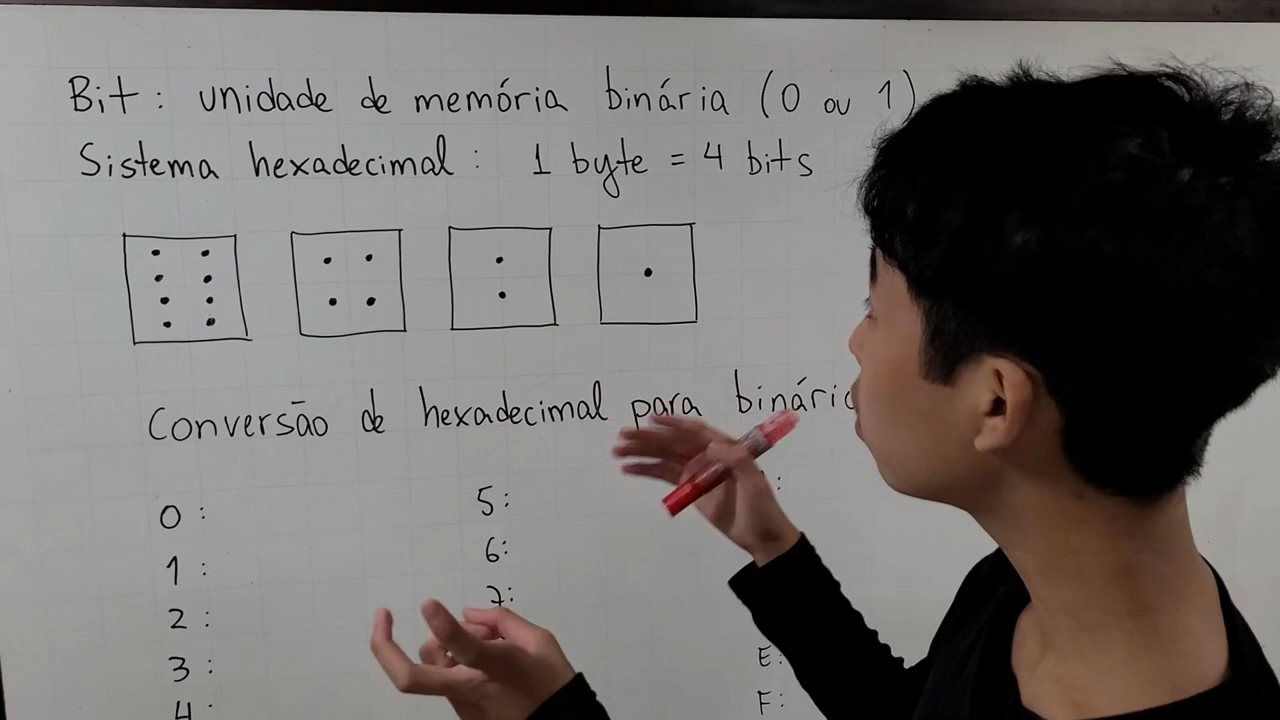 Bit: unidade de memória binária (0 ou 1)
Sistema hexadecimal: 1 byte = 4 bits
Conversão de hexadecimal para
0:
1:
2:
3:
4:
5:
6:
7:
E:
F: